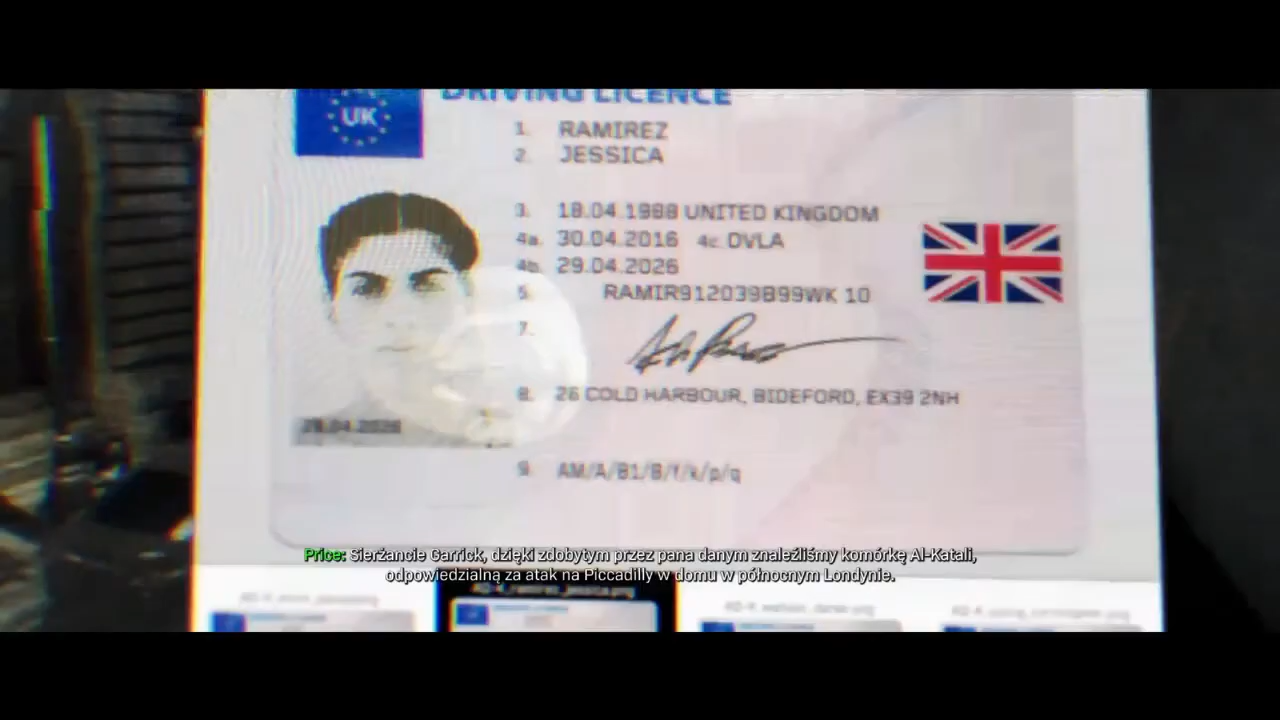 DRIVING LICENCE
UK
1. RAMIREZ
2. JESSICA
3. 18.04.1988 UNITED KINGDOM
4a. 30.04.2016 4c. DVLA
4b. 29.04.2026
5. RAMIR912039B99WK 10
7.
8. 26 COLD HARBOUR, BIDEFORD, EX39 2NH
29.04.2026
9. AM/A/B1/B/f/k/p/q
Price: Sierżancie Garrick, dzięki zdobytym przez pana danym znaleźliśmy komórkę Al-Katali,
odpowiedzialną za atak na Piccadilly w domu w północnym Londynie.